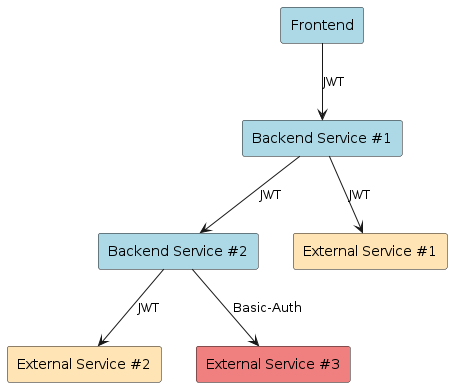 Frontend
JWT
Backend Service #1
JWT
JWT
Backend Service #2
External Service #1
JWT
Basic-Auth
External Service #2
External Service #3